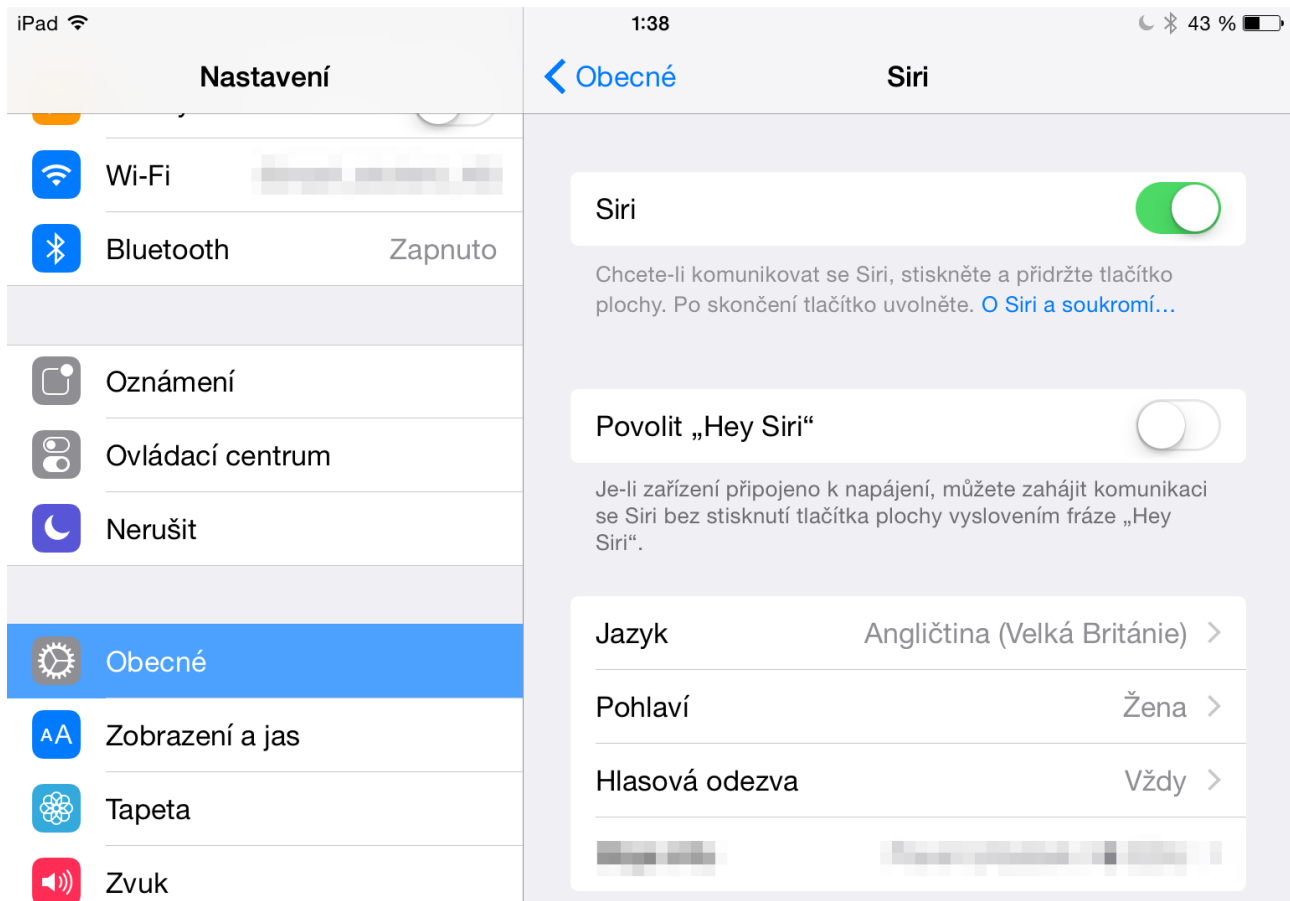 iPad
1:38
43 %
Nastavení
Wi-Fi
Bluetooth
Zapnuto
Oznámení
Ovládací centrum
Nerušit
Obecné
AA
Zobrazení a jas
Tapeta
Zvuk
Obecné
Siri
Siri
Chcete-li komunikovat se Siri, stiskněte a přidržte tlačítko
plochy. Po skončení tlačítko uvolněte. O Siri a soukromí…
Povolit „Hey Siri“
Je-li zařízení připojeno k napájení, můžete zahájit komunikaci
se Siri bez stisknutí tlačítka plochy vyslovením fráze „Hey
Siri“.
Jazyk
Angličtina (Velká Británie)
Pohlaví
Žena
Hlasová odezva
Vždy